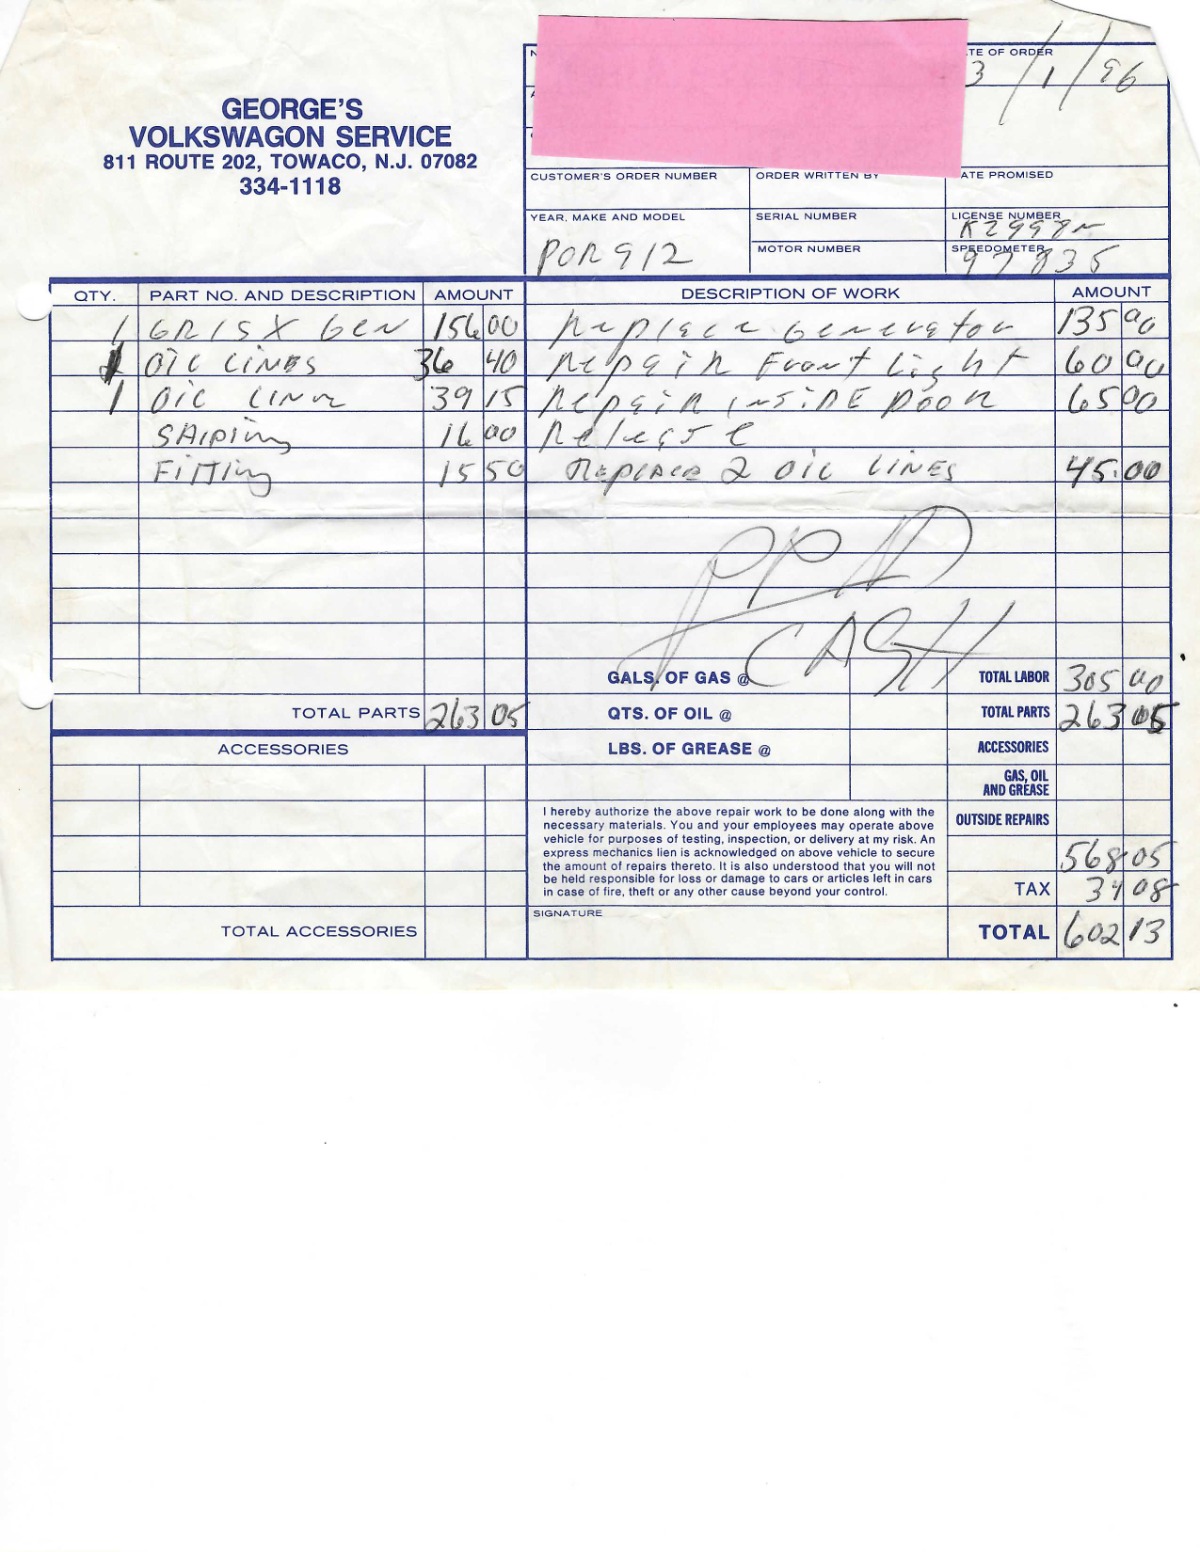 GEORGE'S
VOLKSWAGON SERVICE
811 ROUTE 202, TOWACO, N.J. 07082
334-1118
TE OF ORDER
3/1/96
CUSTOMER'S ORDER NUMBER ORDER WRITTEN BY ATE PROMISED
YEAR, MAKE AND MODEL SERIAL NUMBER LICENSE NUMBER
POR 912 MOTOR NUMBER SPEEDOMETER
97835
QTY. PART NO. AND DESCRIPTION AMOUNT DESCRIPTION OF WORK AMOUNT
1 GR15X Gen 156 00 Replace Generator 135 00
OIL LINES 36 40 Repair Front Light 60 00
1 OIL Line 39 15 Repair inSiDE DooR 65 00
SHiping 16 00 Release
FiTTing 15 50 REPLACE 2 OIL LINES 45.00
PAID
CASH
GALS. OF GAS @ TOTAL LABOR 305 00
TOTAL PARTS 263 05 QTS. OF OIL @ TOTAL PARTS 263 05
ACCESSORIES LBS. OF GREASE @ ACCESSORIES
GAS, OIL
AND GREASE
I hereby authorize the above repair work to be done along with the
necessary materials. You and your employees may operate above
vehicle for purposes of testing, inspection, or delivery at my risk. An
express mechanics lien is acknowledged on above vehicle to secure
the amount of repairs thereto. It is also understood that you will not
be held responsible for loss or damage to cars or articles left in cars
in case of fire, theft or any other cause beyond your control.
OUTSIDE REPAIRS
568 05
TAX 34 08
SIGNATURE
TOTAL ACCESSORIES TOTAL 602 13